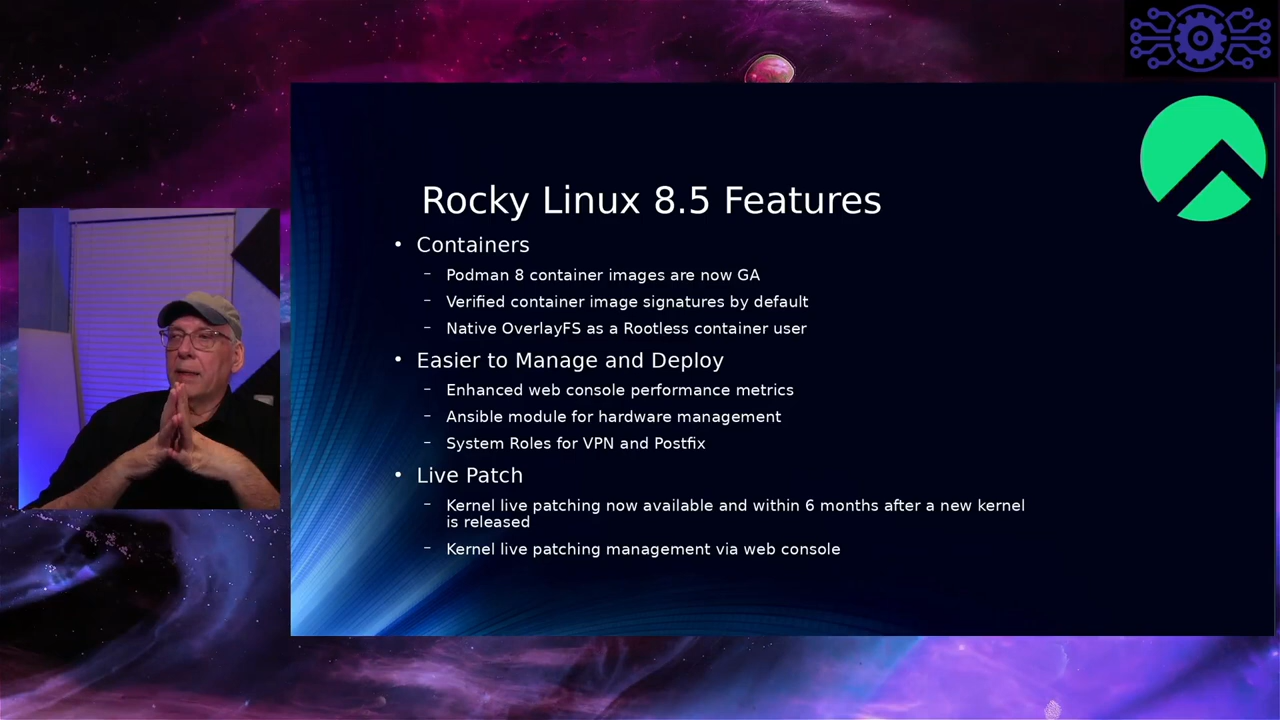 Rocky Linux 8.5 Features
• Containers
– Podman 8 container images are now GA
– Verified container image signatures by default
– Native OverlayFS as a Rootless container user
• Easier to Manage and Deploy
– Enhanced web console performance metrics
– Ansible module for hardware management
– System Roles for VPN and Postfix
• Live Patch
– Kernel live patching now available and within 6 months after a new kernel
is released
– Kernel live patching management via web console